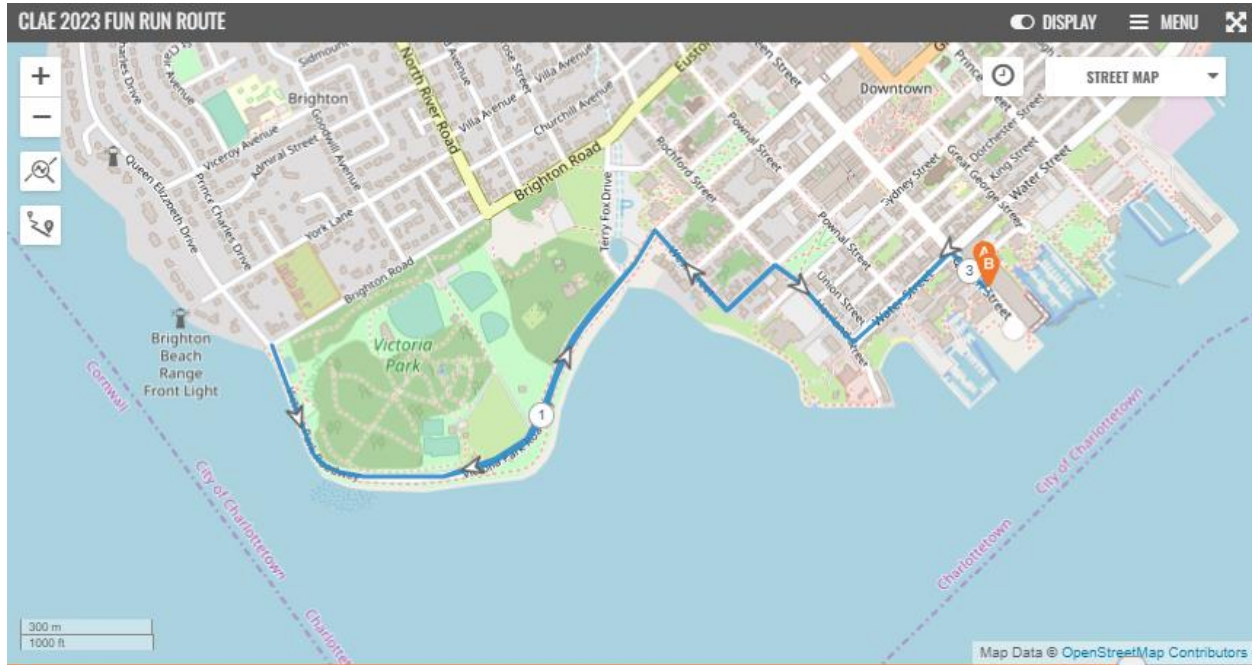 CLAE 2023 FUN RUN ROUTE
DISPLAY
MENU
STREET MAP
Brighton
Viceroy Avenue
Admiral Street
Goodwill Avenue
York Lane
Brighton Road
Prince Charles Drive
Queen Elizabeth Drive
North River Road
Villa Avenue
Villa Avenue
Churchill Avenue
Brighton Road
Terry Fox Drive
P
Rochford Street
Pownal Street
Pownal Street
Sydney Street
Downtown
Dorchester Street
King Street
Great George Street
Water Street
Union Street
Water Street
A
B
3
Street
1
Victoria
Park
Brighton
Beach
Range
Front Light
Cornwall
City of Charlottetown
Charlottetown
City of Charlottetown
300 m
1000 ft
Map Data © OpenStreetMap Contributors